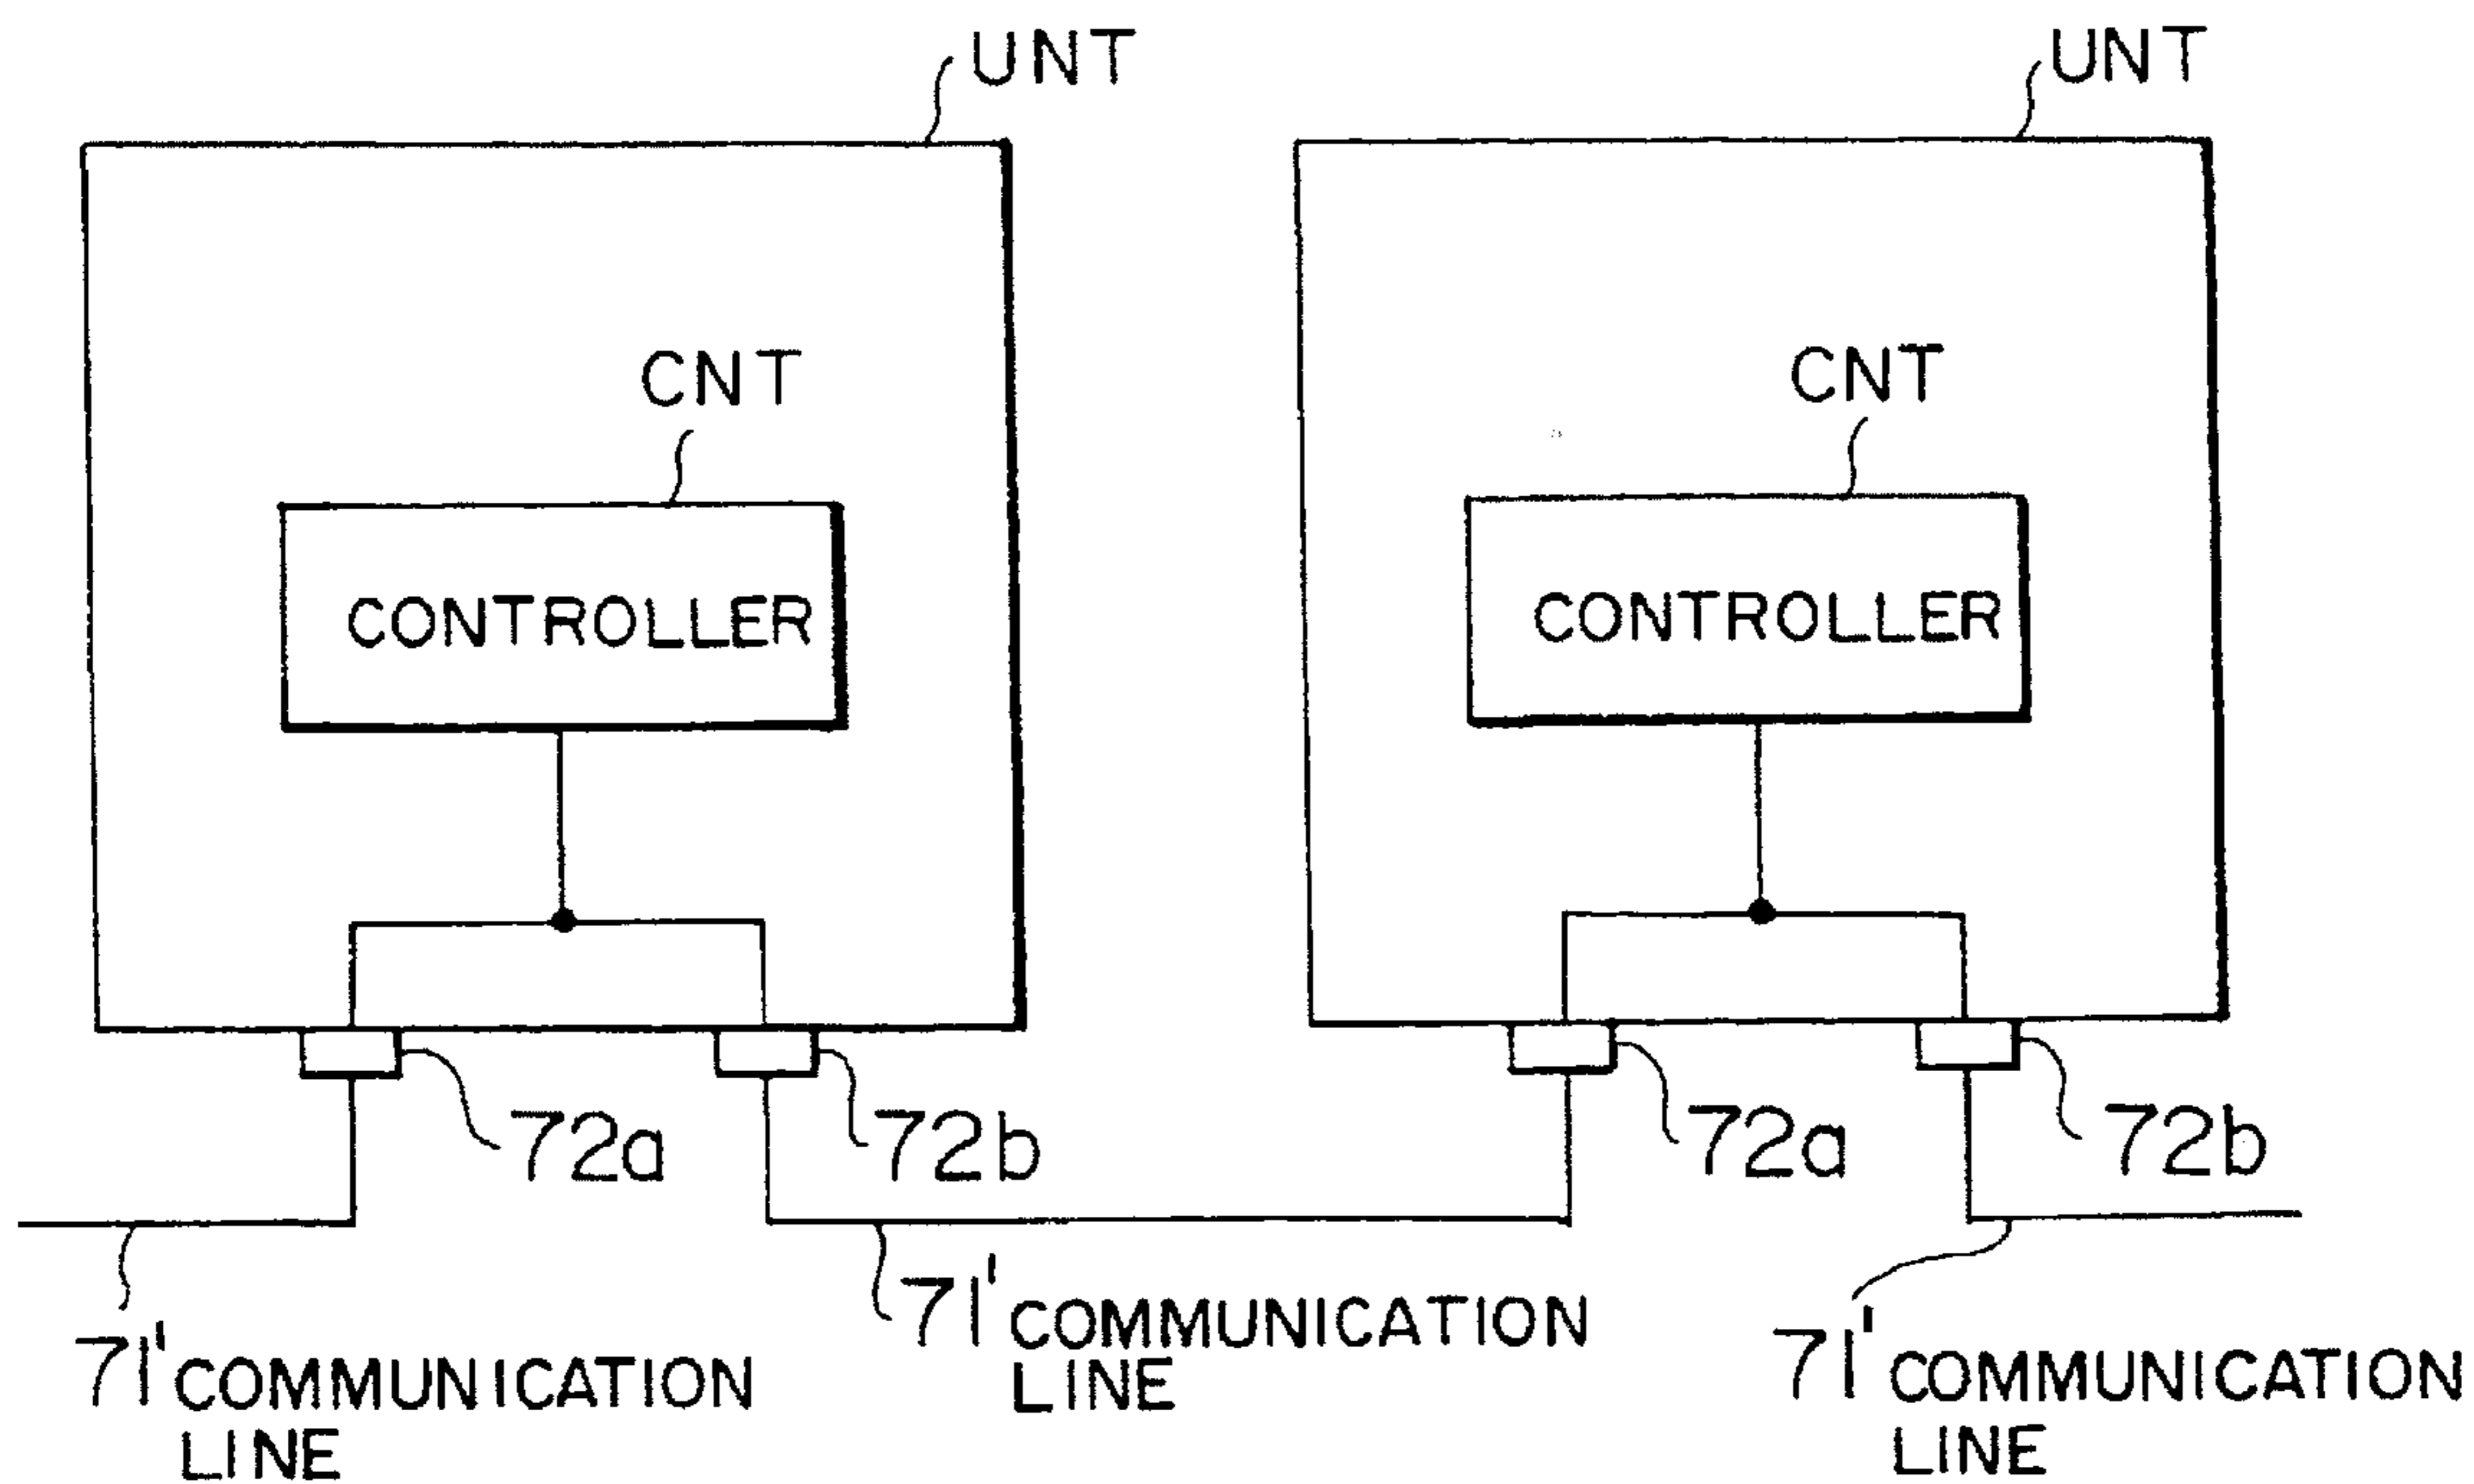 UNT
UNT
CNT
CNT
CONTROLLER
CONTROLLER
72a
72b
72a
72b
71' COMMUNICATION
LINE
71' COMMUNICATION
LINE
71' COMMUNICATION
LINE